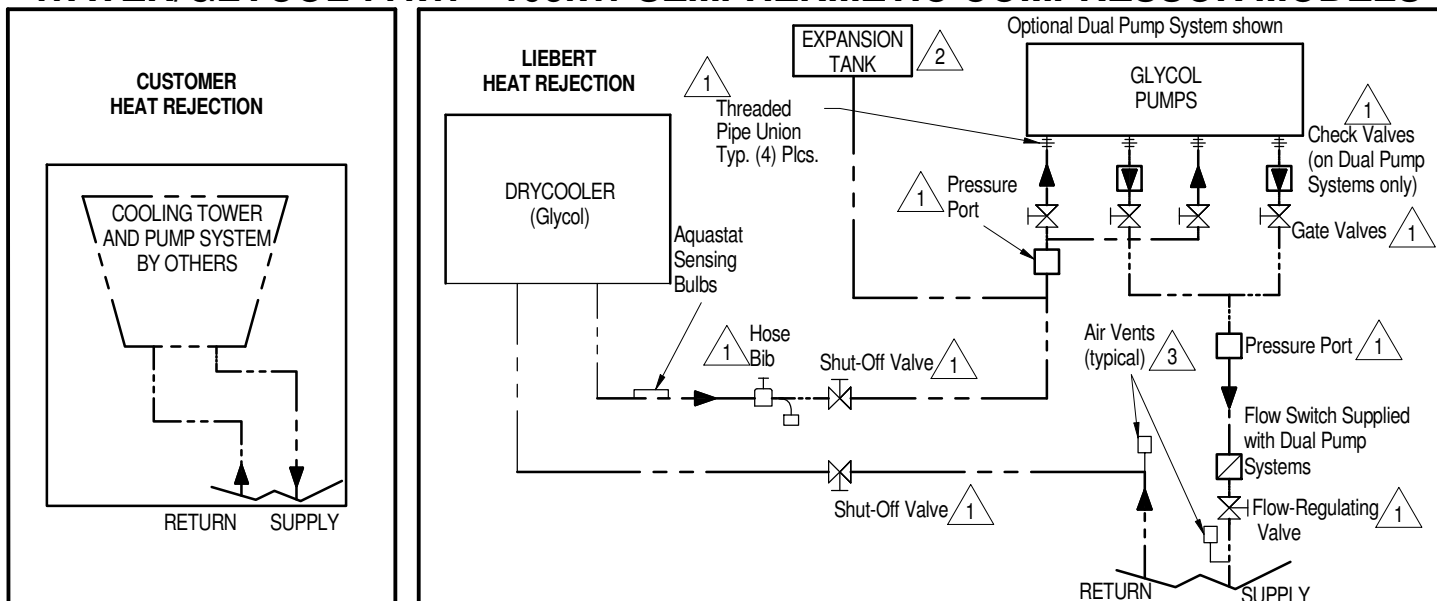 CUSTOMER
HEAT REJECTION
COOLING TOWER
AND PUMP SYSTEM
BY OTHERS
RETURN
SUPPLY
LIEBERT
HEAT REJECTION
DRYCOOLER
(Glycol)
EXPANSION
TANK
2
Optional Dual Pump System shown
GLYCOL
PUMPS
1
Threaded
Pipe Union
Typ. (4) Plcs.
1
Check Valves
(on Dual Pump
Systems only)
1
Pressure
Port
Gate Valves
1
Aquastat
Sensing
Bulbs
1
Hose
Bib
Shut-Off Valve
1
Air Vents
(typical)
3
Pressure Port
1
Flow Switch Supplied
with Dual Pump
Systems
Shut-Off Valve
1
Flow-Regulating
Valve
1
RETURN
SUPPLY